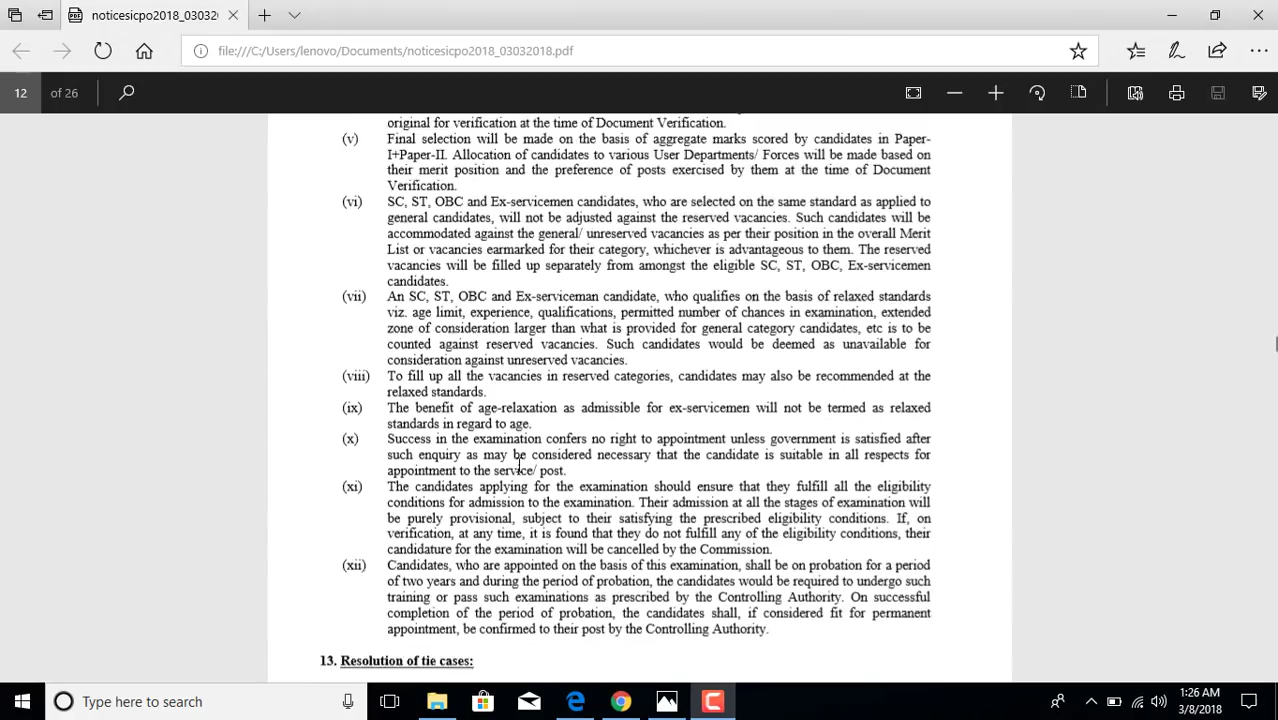 noticesicpo2018_0302
file:///C:/Users/lenovo/Documents/noticesicpo2018_03032018.pdf
12 of 26
original for verification at the time of Document Verification.
(v) Final selection will be made on the basis of aggregate marks scored by candidates in Paper-
I+Paper-II. Allocation of candidates to various User Departments/ Forces will be made based on
their merit position and the preference of posts exercised by them at the time of Document
Verification.
(vi) SC, ST, OBC and Ex-servicemen candidates, who are selected on the same standard as applied to
general candidates, will not be adjusted against the reserved vacancies. Such candidates will be
accommodated against the general/ unreserved vacancies as per their position in the overall Merit
List or vacancies earmarked for their category, whichever is advantageous to them. The reserved
vacancies will be filled up separately from amongst the eligible SC, ST, OBC, Ex-servicemen
candidates.
(vii) An SC, ST, OBC and Ex-serviceman candidate, who qualifies on the basis of relaxed standards
viz. age limit, experience, qualifications, permitted number of chances in examination, extended
zone of consideration larger than what is provided for general category candidates, etc is to be
counted against reserved vacancies. Such candidates would be deemed as unavailable for
consideration against unreserved vacancies.
(viii) To fill up all the vacancies in reserved categories, candidates may also be recommended at the
relaxed standards.
(ix) The benefit of age-relaxation as admissible for ex-servicemen will not be termed as relaxed
standards in regard to age.
(x) Success in the examination confers no right to appointment unless government is satisfied after
such enquiry as may be considered necessary that the candidate is suitable in all respects for
appointment to the service/ post.
(xi) The candidates applying for the examination should ensure that they fulfill all the eligibility
conditions for admission to the examination. Their admission at all the stages of examination will
be purely provisional, subject to their satisfying the prescribed eligibility conditions. If, on
verification, at any time, it is found that they do not fulfill any of the eligibility conditions, their
candidature for the examination will be cancelled by the Commission.
(xii) Candidates, who are appointed on the basis of this examination, shall be on probation for a period
of two years and during the period of probation, the candidates would be required to undergo such
training or pass such examinations as prescribed by the Controlling Authority. On successful
completion of the period of probation, the candidates shall, if considered fit for permanent
appointment, be confirmed to their post by the Controlling Authority.
13. Resolution of tie cases:
Type here to search
1:26 AM
3/8/2018